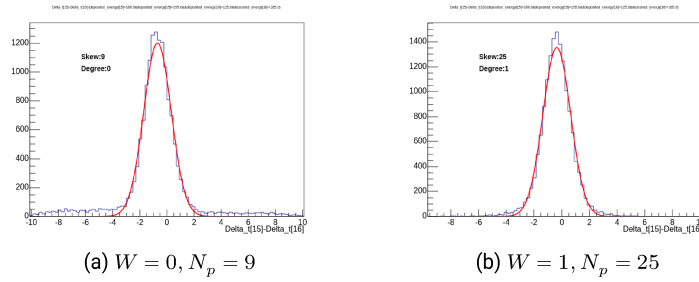 Skew:9
Degree:0
1200
1000
800
600
400
200
0
-10 -8 -6 -4 -2 0 2 4 6 8 10
Delta_t[15]-Delta_t[16]
(a) W = 0, Np = 9
Skew:25
Degree:1
1400
1200
1000
800
600
400
200
0
-8 -6 -4 -2 0 2 4 6 8
Delta_t[15]-Delta_t[16]
(b) W = 1, Np = 25